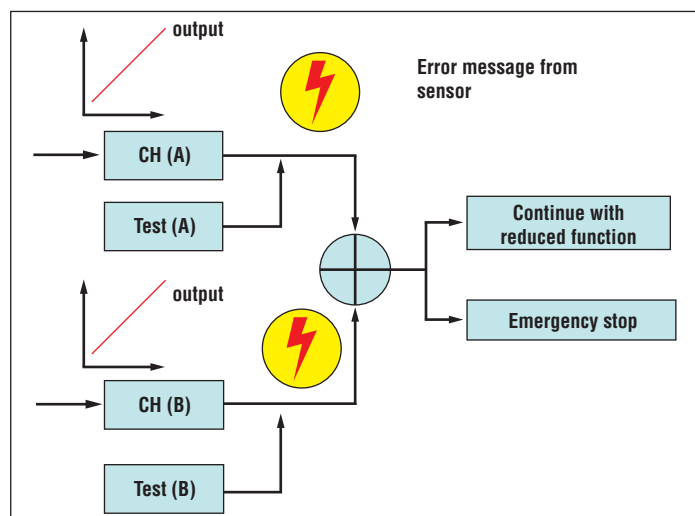 output
Error message from
sensor
CH (A)
Test (A)
Continue with
reduced function
output
Emergency stop
CH (B)
Test (B)